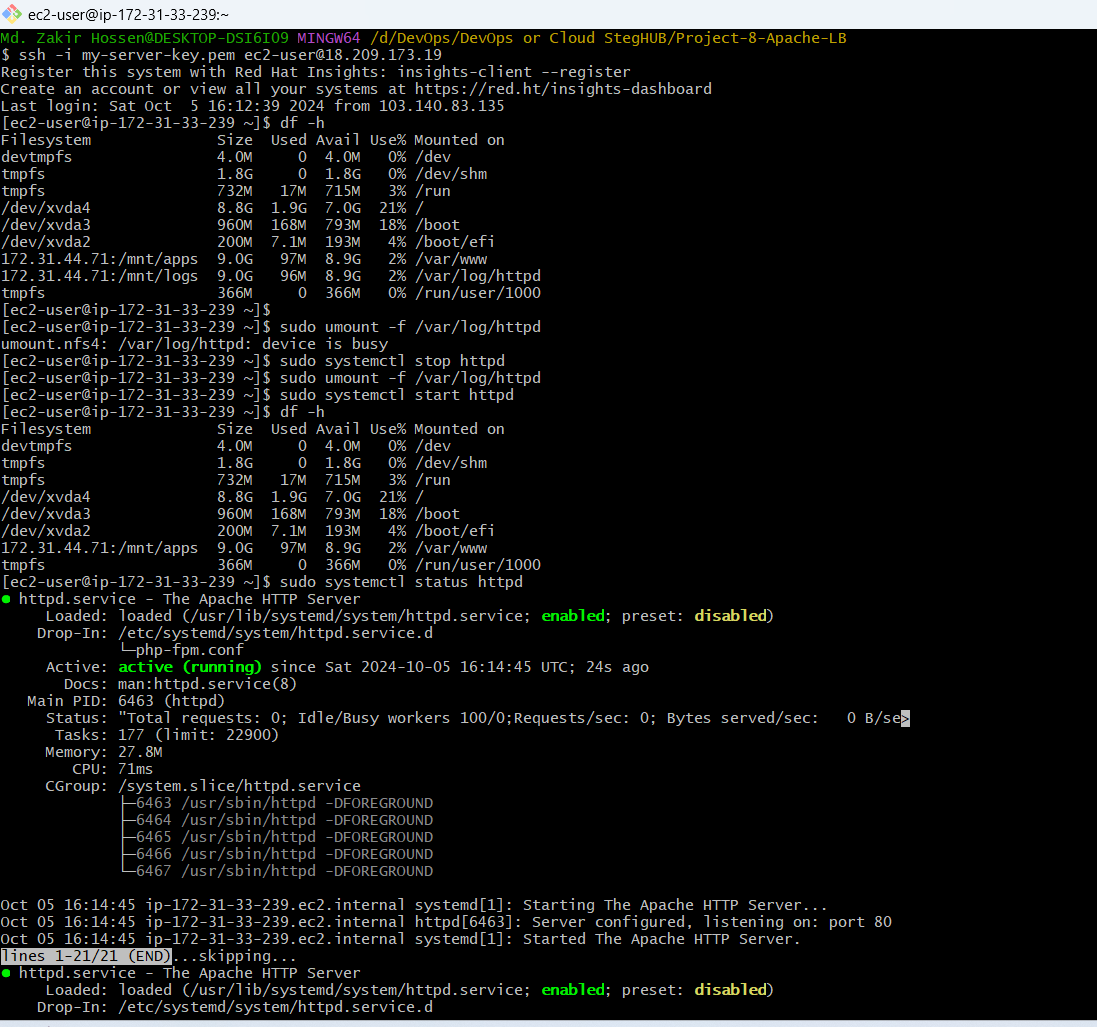 ec2-user@ip-172-31-33-239:~
Md. Zakir Hossen@DESKTOP-DSI6IO9 MINGW64 /d/DevOps/DevOps or Cloud StegHUB/Project-8-Apache-LB
$ ssh -i my-server-key.pem ec2-user@18.209.173.19
Register this system with Red Hat Insights: insights-client --register
Create an account or view all your systems at https://red.ht/insights-dashboard
Last login: Sat Oct  5 16:12:39 2024 from 103.140.83.135
[ec2-user@ip-172-31-33-239 ~]$ df -h
Filesystem              Size  Used Avail Use% Mounted on
devtmpfs                4.0M     0  4.0M   0% /dev
tmpfs                   1.8G     0  1.8G   0% /dev/shm
tmpfs                   732M   17M  715M   3% /run
/dev/xvda4              8.8G  1.9G  7.0G  21% /
/dev/xvda3              960M  168M  793M  18% /boot
/dev/xvda2              200M  7.1M  193M   4% /boot/efi
172.31.44.71:/mnt/apps  9.0G   97M  8.9G   2% /var/www
172.31.44.71:/mnt/logs  9.0G   96M  8.9G   2% /var/log/httpd
tmpfs                   366M     0  366M   0% /run/user/1000
[ec2-user@ip-172-31-33-239 ~]$
[ec2-user@ip-172-31-33-239 ~]$ sudo umount -f /var/log/httpd
umount.nfs4: /var/log/httpd: device is busy
[ec2-user@ip-172-31-33-239 ~]$ sudo systemctl stop httpd
[ec2-user@ip-172-31-33-239 ~]$ sudo umount -f /var/log/httpd
[ec2-user@ip-172-31-33-239 ~]$ sudo systemctl start httpd
[ec2-user@ip-172-31-33-239 ~]$ df -h
Filesystem              Size  Used Avail Use% Mounted on
devtmpfs                4.0M     0  4.0M   0% /dev
tmpfs                   1.8G     0  1.8G   0% /dev/shm
tmpfs                   732M   17M  715M   3% /run
/dev/xvda4              8.8G  1.9G  7.0G  21% /
/dev/xvda3              960M  168M  793M  18% /boot
/dev/xvda2              200M  7.1M  193M   4% /boot/efi
172.31.44.71:/mnt/apps  9.0G   97M  8.9G   2% /var/www
tmpfs                   366M     0  366M   0% /run/user/1000
[ec2-user@ip-172-31-33-239 ~]$ sudo systemctl status httpd
● httpd.service - The Apache HTTP Server
     Loaded: loaded (/usr/lib/systemd/system/httpd.service; enabled; preset: disabled)
    Drop-In: /etc/systemd/system/httpd.service.d
             └─php-fpm.conf
     Active: active (running) since Sat 2024-10-05 16:14:45 UTC; 24s ago
       Docs: man:httpd.service(8)
   Main PID: 6463 (httpd)
     Status: "Total requests: 0; Idle/Busy workers 100/0;Requests/sec: 0; Bytes served/sec:   0 B/se>
      Tasks: 177 (limit: 22900)
     Memory: 27.8M
        CPU: 71ms
     CGroup: /system.slice/httpd.service
             ├─6463 /usr/sbin/httpd -DFOREGROUND
             ├─6464 /usr/sbin/httpd -DFOREGROUND
             ├─6465 /usr/sbin/httpd -DFOREGROUND
             ├─6466 /usr/sbin/httpd -DFOREGROUND
             └─6467 /usr/sbin/httpd -DFOREGROUND
Oct 05 16:14:45 ip-172-31-33-239.ec2.internal systemd[1]: Starting The Apache HTTP Server...
Oct 05 16:14:45 ip-172-31-33-239.ec2.internal httpd[6463]: Server configured, listening on: port 80
Oct 05 16:14:45 ip-172-31-33-239.ec2.internal systemd[1]: Started The Apache HTTP Server.
lines 1-21/21 (END)...skipping...
● httpd.service - The Apache HTTP Server
     Loaded: loaded (/usr/lib/systemd/system/httpd.service; enabled; preset: disabled)
    Drop-In: /etc/systemd/system/httpd.service.d